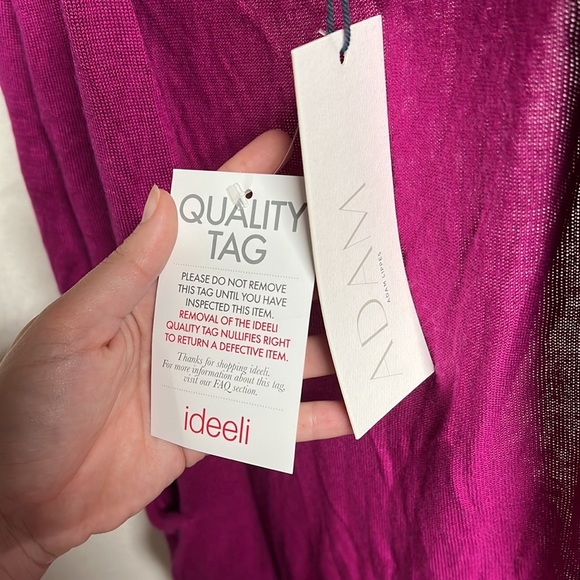 QUALITY
TAG
PLEASE DO NOT REMOVE
THIS TAG UNTIL YOU HAVE
INSPECTED THIS ITEM.
REMOVAL OF THE IDEELI
QUALITY TAG NULLIFIES RIGHT
TO RETURN A DEFECTIVE ITEM.
Thanks for shopping ideeli.
For more information about this tag,
visit our FAQ section.
ideeli
ADAM
ADAM LIPPES